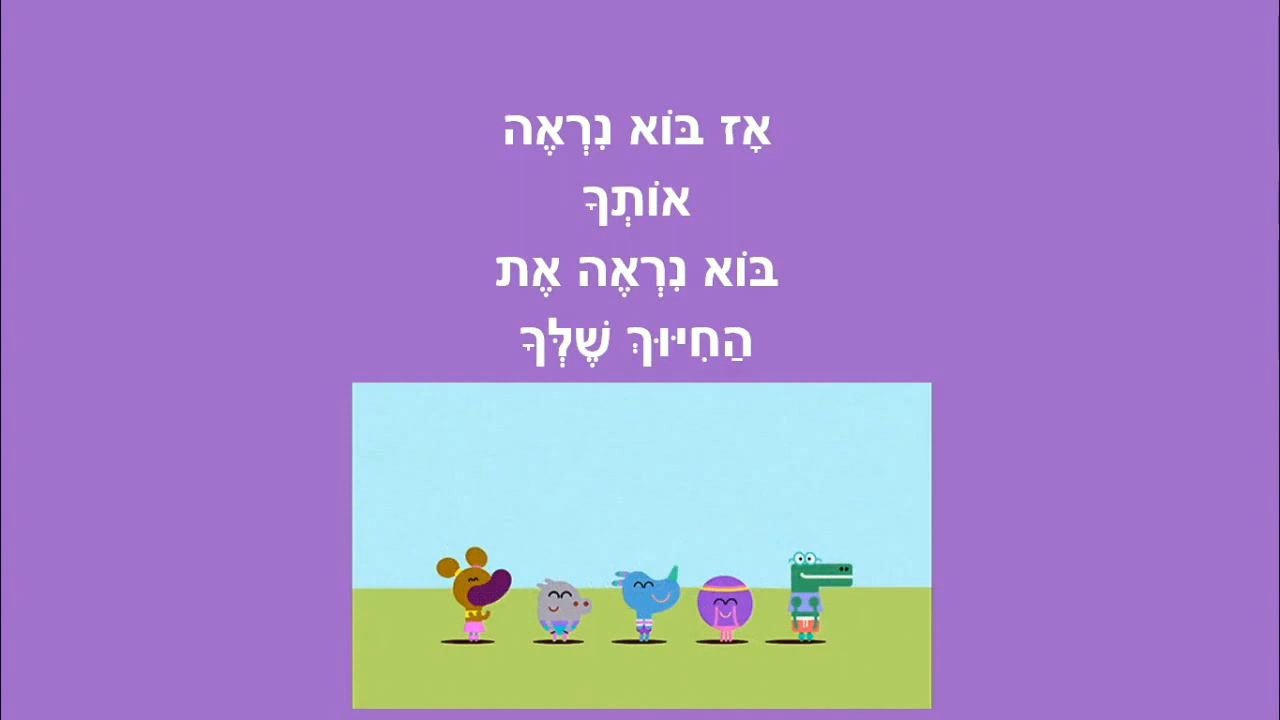 אָז בּוֹא נִרְאֶה
אוֹתְךָ
בּוֹא נִרְאֶה אֶת
הַחִיּוּךְ שֶׁלְּךָ